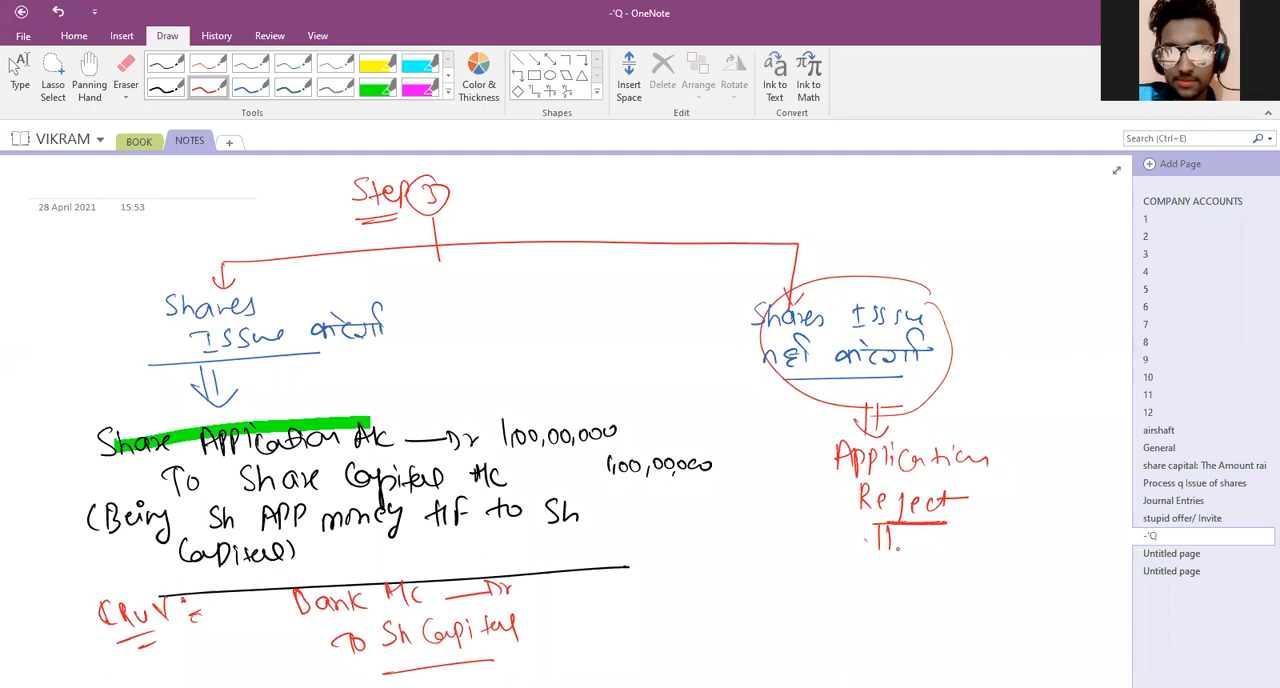 -'Q - OneNote
File Home Insert Draw History Review View
Type
Lasso Select
Panning Hand
Eraser
Color & Thickness
Insert Space
Delete
Arrange
Rotate
Ink to Text
Ink to Math
Tools
Shapes
Edit
Convert
VIKRAM
BOOK
NOTES
Search (Ctrl+E)
28 April 2021 15:53
Step 3
Shares
Issue करेगी
Shares Issue
नहीं करेगी
Share Application A/c — Dr 1,00,00,000
To Share Capital A/c 1,00,00,000
(Being Sh APP money t/f to Sh
Capital)
Bank A/c — Dr
To Sh Capital
Application
Reject
Add Page
COMPANY ACCOUNTS
1
2
3
4
5
6
7
8
9
10
11
12
airshaft
General
share capital: The Amount rai
Process q Issue of shares
Journal Entries
stupid offer/ Invite
-'Q
Untitled page
Untitled page